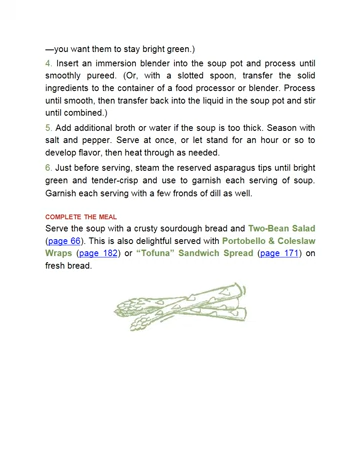 —you want them to stay bright green.)
4. Insert an immersion blender into the soup pot and process until
smoothly pureed. (Or, with a slotted spoon, transfer the solid
ingredients to the container of a food processor or blender. Process
until smooth, then transfer back into the liquid in the soup pot and stir
until combined.)
5. Add additional broth or water if the soup is too thick. Season with
salt and pepper. Serve at once, or let stand for an hour or so to
develop flavor, then heat through as needed.
6. Just before serving, steam the reserved asparagus tips until bright
green and tender-crisp and use to garnish each serving of soup.
Garnish each serving with a few fronds of dill as well.
COMPLETE THE MEAL
Serve the soup with a crusty sourdough bread and Two-Bean Salad
(page 66). This is also delightful served with Portobello & Coleslaw
Wraps (page 182) or “Tofuna” Sandwich Spread (page 171) on
fresh bread.